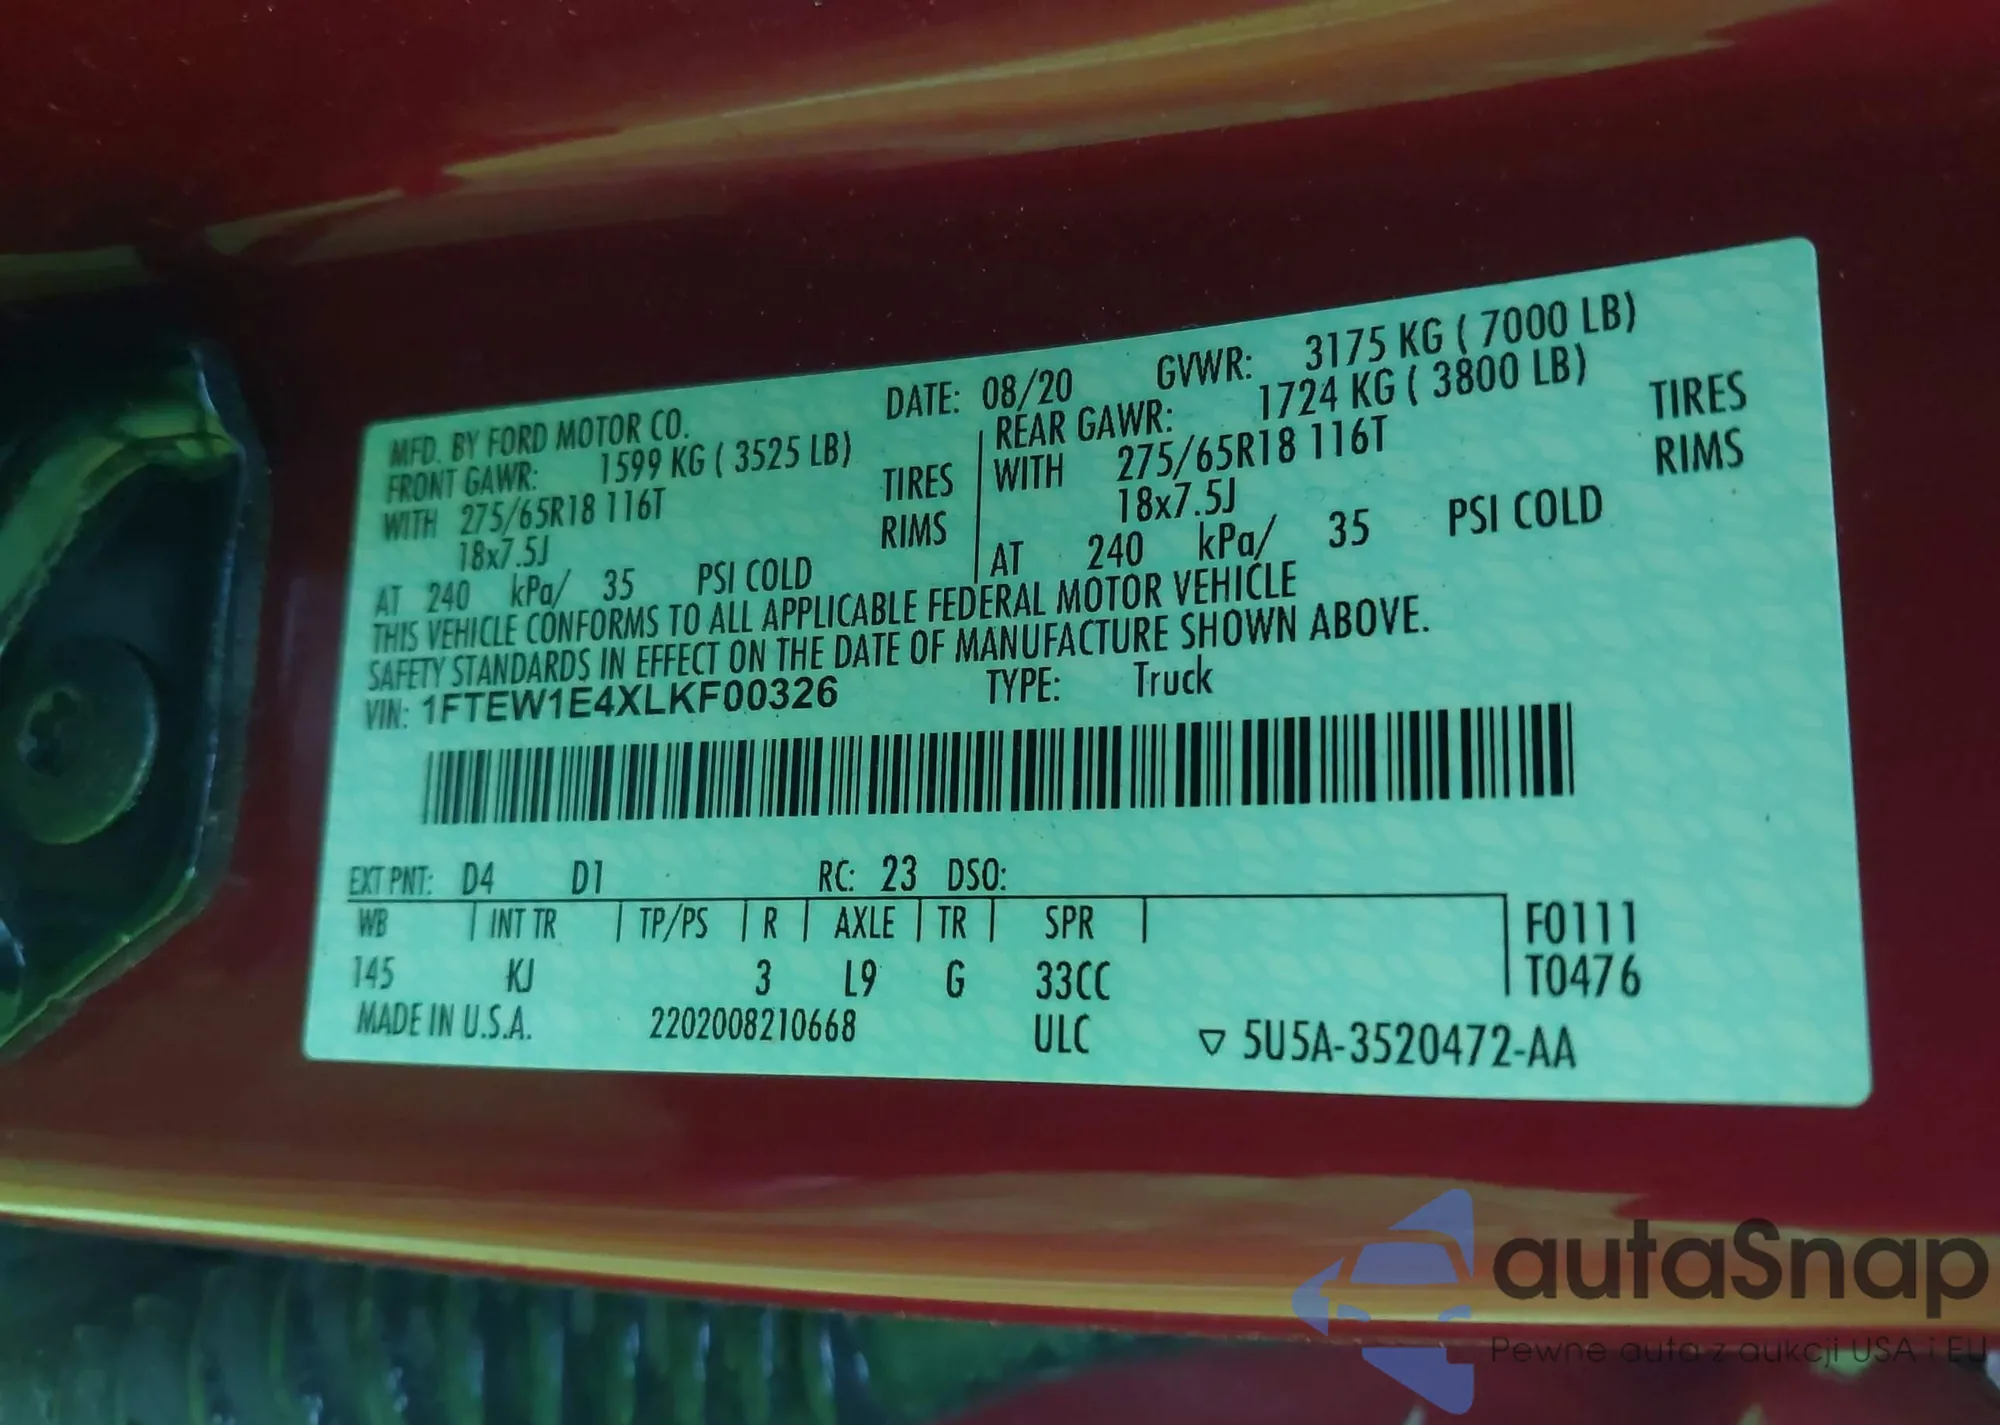 MFD. BY FORD MOTOR CO. DATE: 08/20 GVWR: 3175 KG ( 7000 LB)
FRONT GAWR: 1599 KG ( 3525 LB) REAR GAWR: 1724 KG ( 3800 LB)
WITH 275/65R18 116T TIRES WITH 275/65R18 116T TIRES
18x7.5J RIMS 18x7.5J RIMS
AT 240 kPa/ 35 PSI COLD AT 240 kPa/ 35 PSI COLD
THIS VEHICLE CONFORMS TO ALL APPLICABLE FEDERAL MOTOR VEHICLE
SAFETY STANDARDS IN EFFECT ON THE DATE OF MANUFACTURE SHOWN ABOVE.
VIN: 1FTEW1E4XLKF00326 TYPE: Truck
EXT PNT: D4 D1 RC: 23 DSO:
WB INT TR TP/PS R AXLE TR SPR F0111
145 KJ 3 L9 G 33CC T0476
MADE IN U.S.A. 2202008210668 ULC ▽ 5U5A-3520472-AA
autaSnap
Pewne auta z aukcji USA i EU